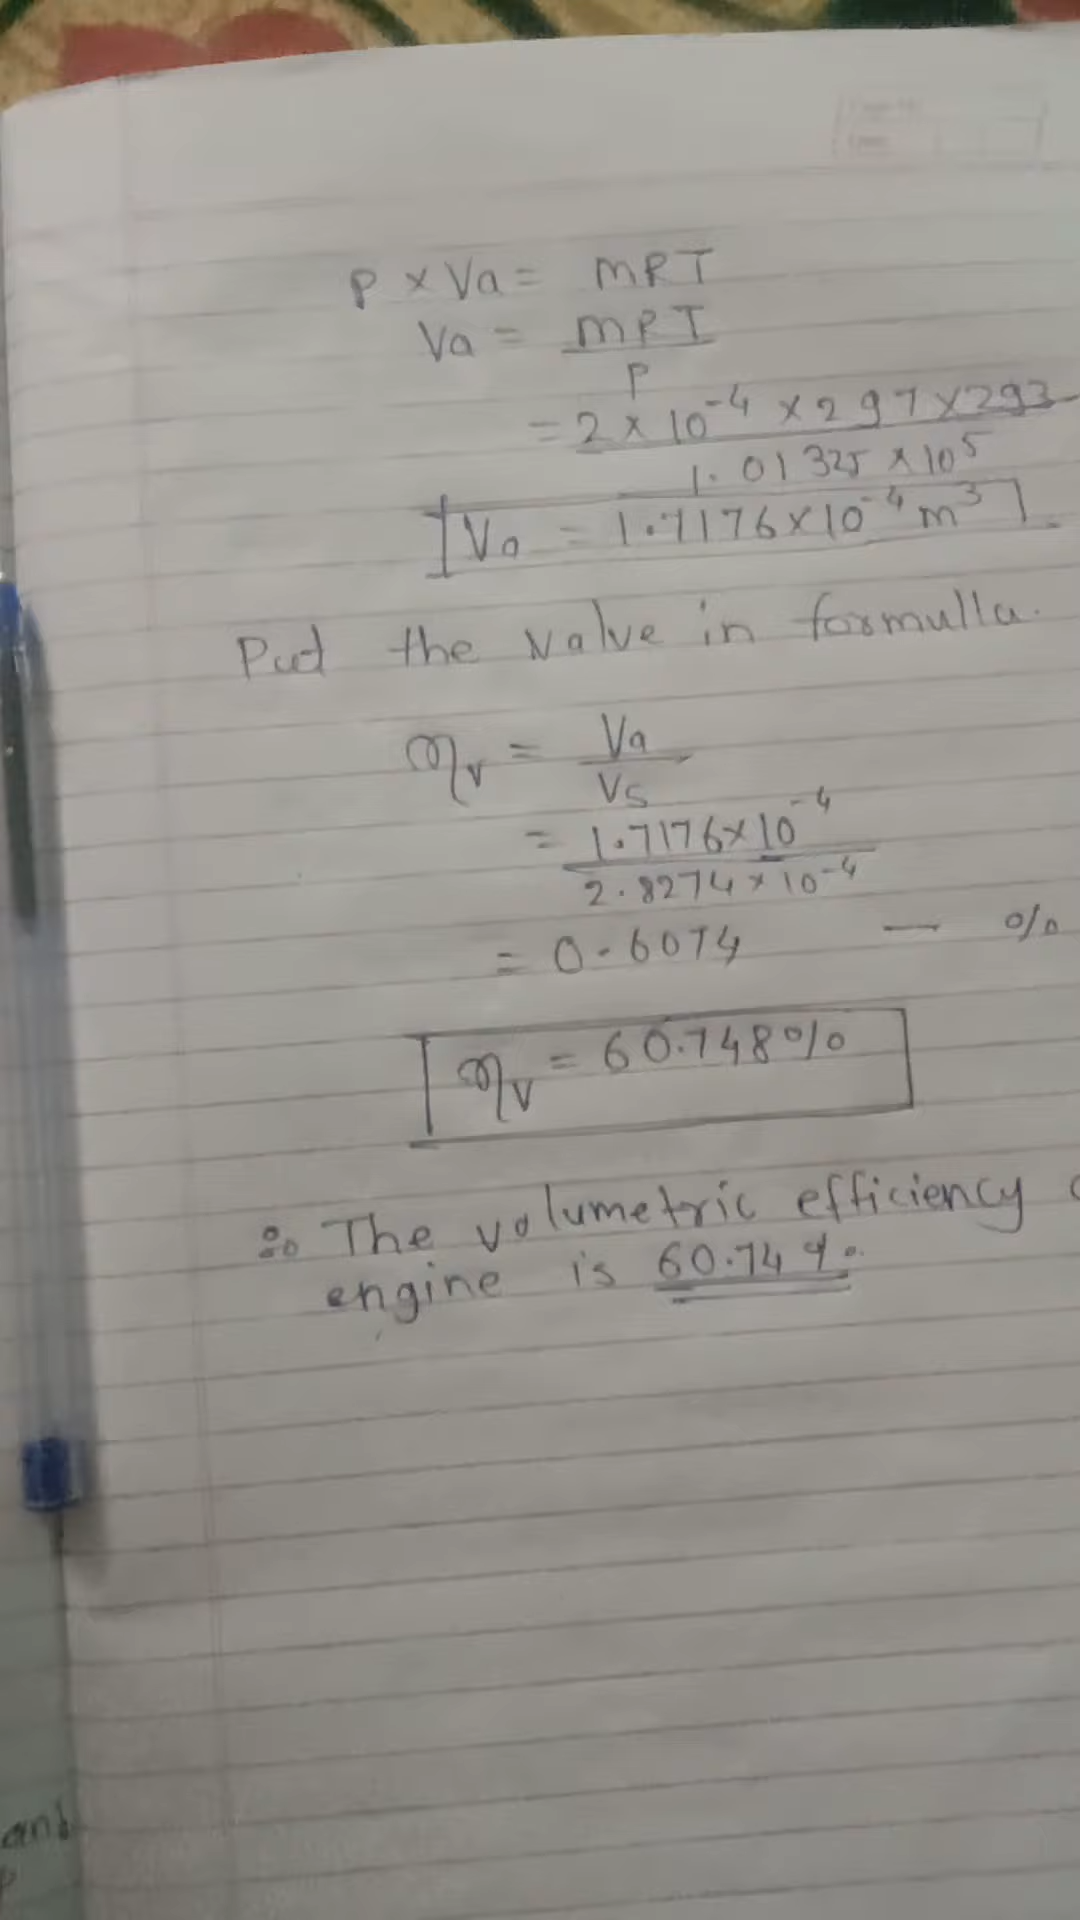 P × Va = mRT
Va = mRT
P
= 2 × 10⁻⁴ × 297 × 293
1.01325 × 10⁵
Va = 1.7176 × 10⁻⁴ m³
Put the valve in formulla.
ηv = Va
Vs
= 1.7176 × 10⁻⁴
2.8274 × 10⁻⁴
= 0.6074 — %
ηv = 60.748%
∴ The volumetric efficiency
engine is 60.74 %.